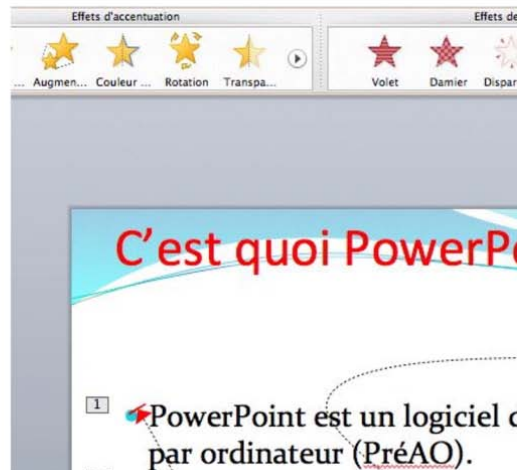 Effets d'accentuation
Effets de
... Augmen... Couleur ... Rotation Transpa...
Volet Damier Dispar
C'est quoi PowerPo
1
PowerPoint est un logiciel d
par ordinateur (PréAO).